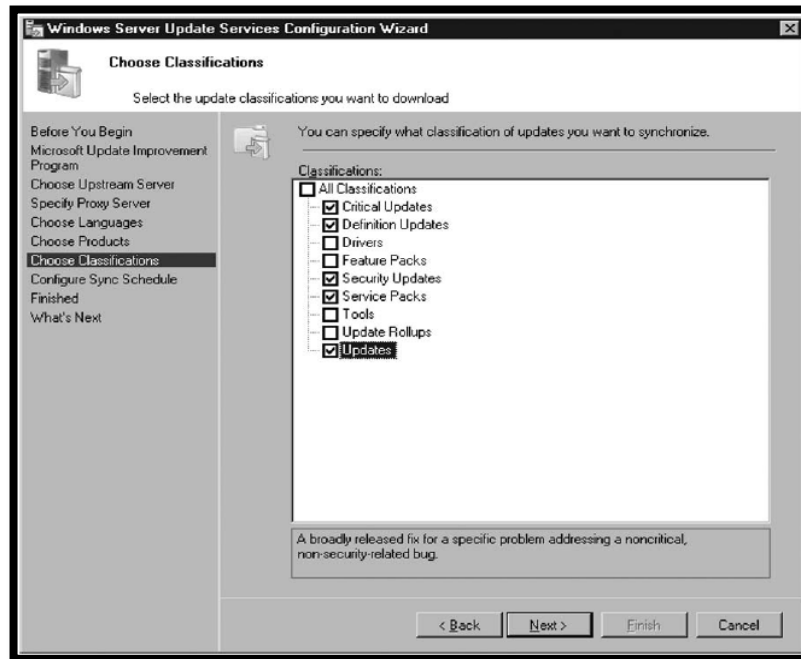 Windows Server Update Services Configuration Wizard
Choose Classifications
Select the update classifications you want to download
Before You Begin
Microsoft Update Improvement
Program
Choose Upstream Server
Specify Proxy Server
Choose Languages
Choose Products
Choose Classifications
Configure Sync Schedule
Finished
What's Next
You can specify what classification of updates you want to synchronize.
Classifications:
All Classifications
Critical Updates
Definition Updates
Drivers
Feature Packs
Security Updates
Service Packs
Tools
Update Rollups
Updates
A broadly released fix for a specific problem addressing a noncritical,
non-security-related bug.
< Back Next > Finish Cancel